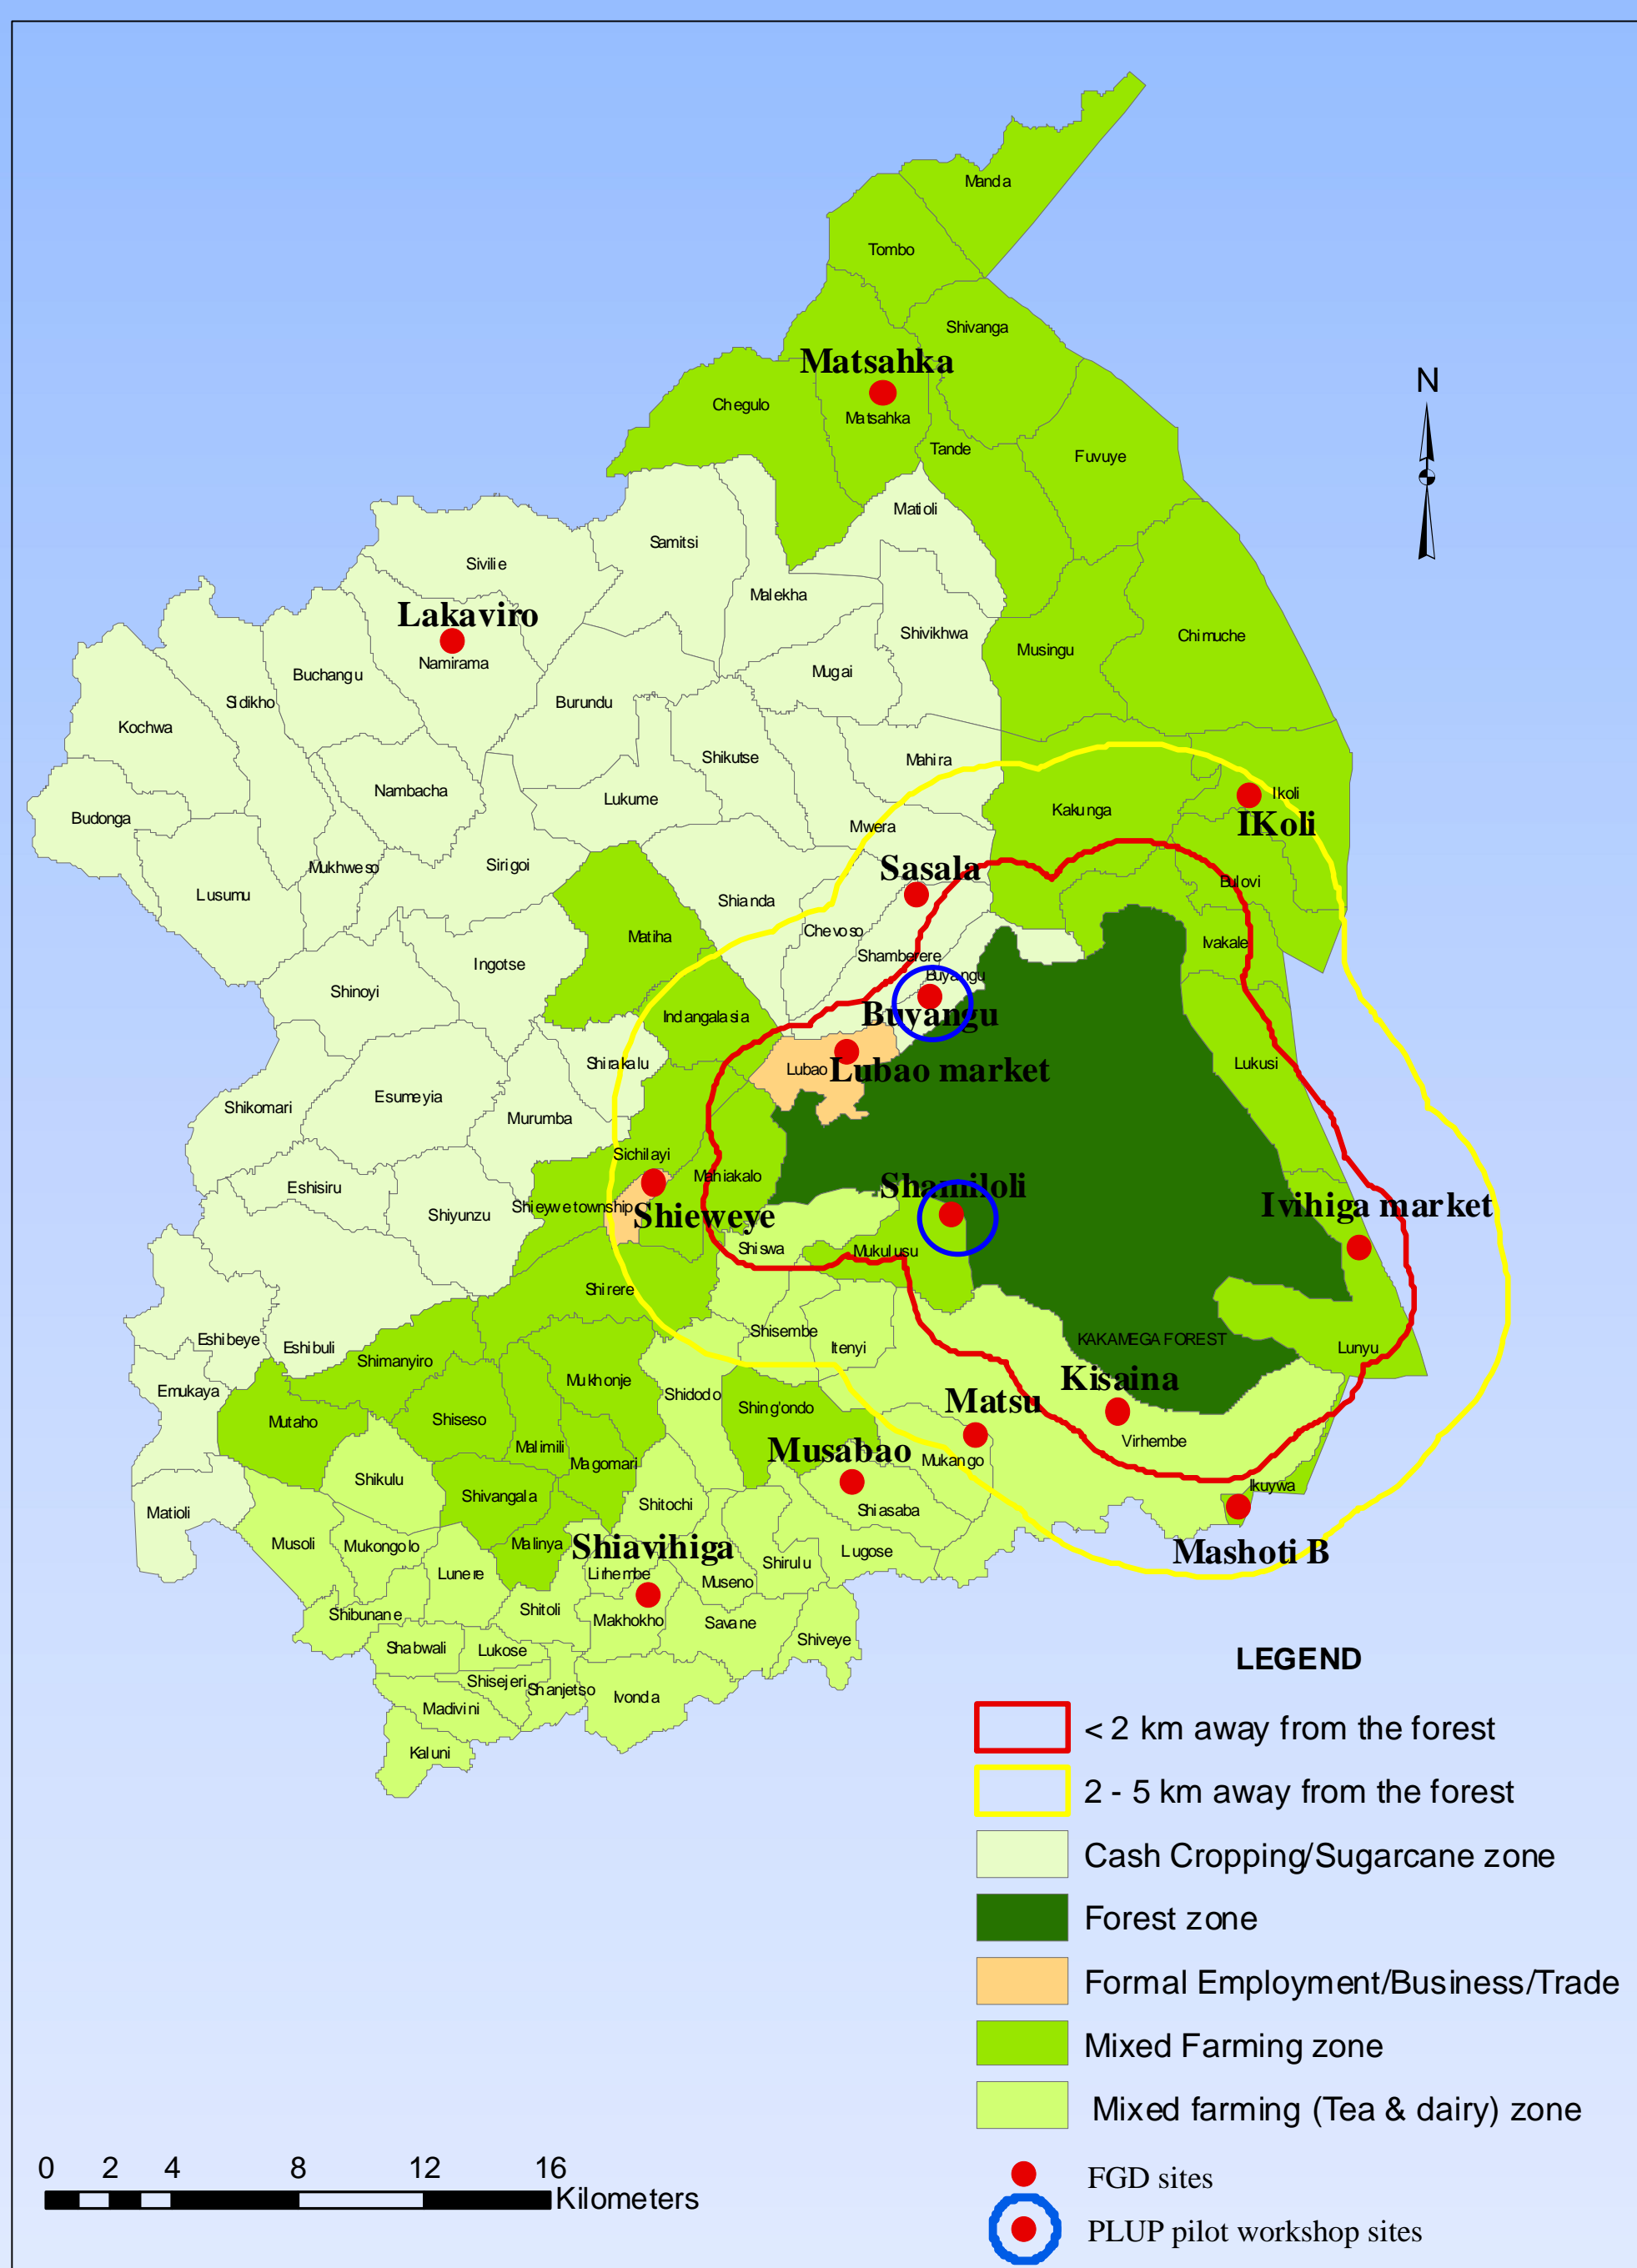 Manda
Tombo
Shivanga
Matsahka
N
Chegulo
Matsahka
Tande
Fuvuye
Matioli
Samitsi
Sivilie
Malekha
Lakaviro
Shivikhwa
Chimuche
Musingu
Namirama
Mugai
Buchangu
Sidikho
Burundu
Kochwa
Shikutse
Mahira
Nambacha
Ikoli
Lukume
Kakunga
Budonga
IKoli
Mwera
Sirigoi
Mukhweso
Sasala
Bulovi
Lusumu
Shianda
Chevoso
Matiha
Ivakale
Shamberere
Ingotse
Buyangu
Shinoyi
Indangalasia
Buyangu
Shirakalu
Lukusi
Lubao
Lubao market
Esumeyia
Shikomari
Murumba
Sichilayi
Mahiakalo
Eshisiru
Shamiloli
Shieywe township
Ivihiga market
Shiyunzu
Shieweye
Shiswa
Mukulusu
Shirere
Shisembe
Eshibeye
KAKAMEGA FOREST
Eshibuli
Itenyi
Lunyu
Shimanyiro
Mukhonje
Kisaina
Emukaya
Shidodo
Matsu
Shing'ondo
Mutaho
Shiseso
Virhembe
Malimili
Musabao
Mukango
Magomari
Shikulu
Ikuywa
Shivangala
Shitochi
Shiasaba
Matioli
Musoli
Mukongolo
Malinya
Shiavihiga
Mashoti B
Lugose
Shirulu
Lunere
Lirhembe
Museno
Shibunane
Shitoli
Makhokho
Savane
Shiveye
Shabwali
Lukose
Shisejeri
Shanjetso
Ivonda
Madivini
Kaluni
LEGEND
< 2 km away from the forest
2 - 5 km away from the forest
Cash Cropping/Sugarcane zone
Forest zone
Formal Employment/Business/Trade
Mixed Farming zone
Mixed farming (Tea & dairy) zone
FGD sites
PLUP pilot workshop sites
0 2 4 8 12 16
Kilometers